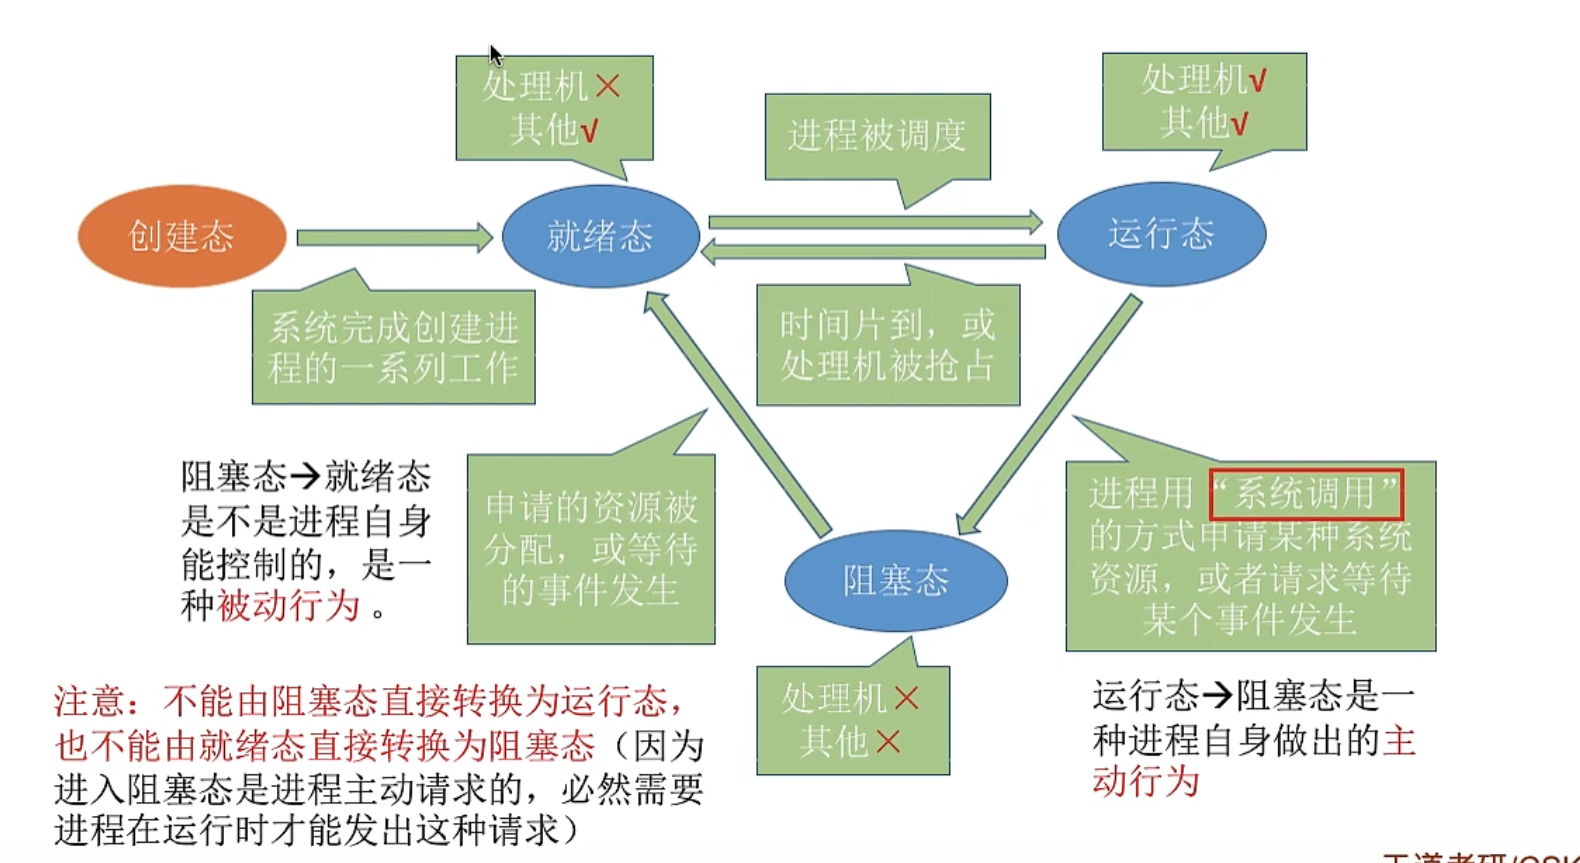 处理机×
其他√
进程被调度
处理机√
其他√
创建态
就绪态
运行态
系统完成创建进
程的一系列工作
时间片到，或
处理机被抢占
阻塞态→就绪态
是不是进程自身
能控制的，是一
种被动行为 。
申请的资源被
分配，或等待
的事件发生
进程用“系统调用”
的方式申请某种系统
资源，或者请求等待
某个事件发生
阻塞态
处理机×
其他×
注意：不能由阻塞态直接转换为运行态，
也不能由就绪态直接转换为阻塞态（因为
进入阻塞态是进程主动请求的，必然需要
进程在运行时才能发出这种请求）
运行态→阻塞态是一
种进程自身做出的主
动行为